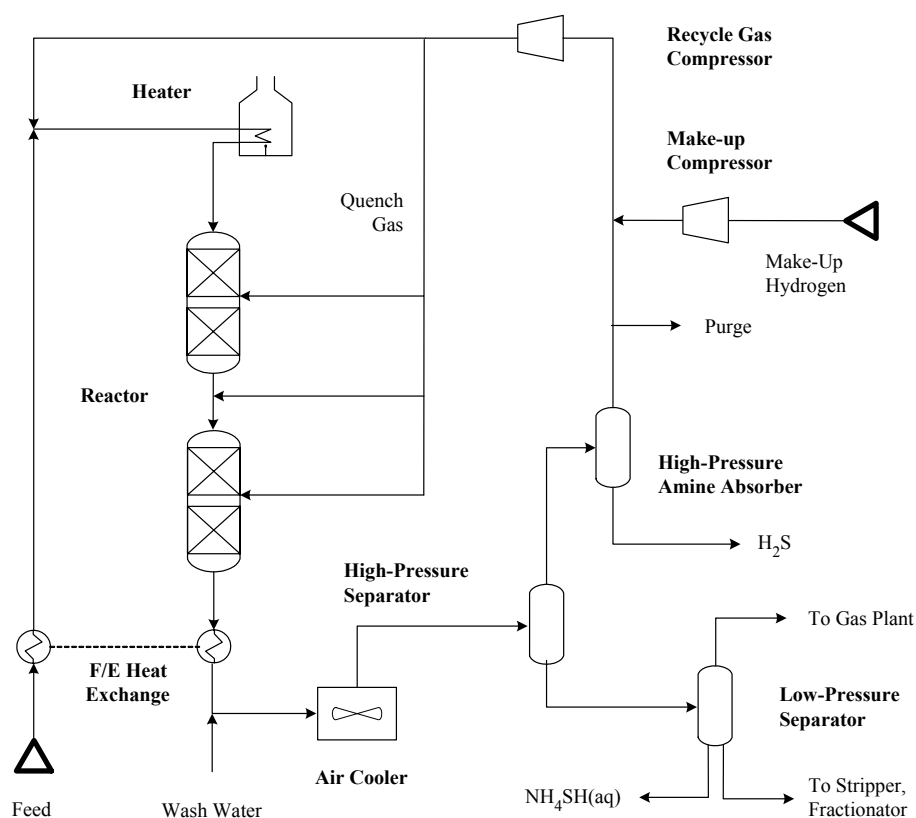 Recycle Gas
Compressor
Heater
Make-up
Compressor
Quench
Gas
Make-Up
Hydrogen
Purge
Reactor
High-Pressure
Amine Absorber
H2S
High-Pressure
Separator
To Gas Plant
F/E Heat
Exchange
Low-Pressure
Separator
Air Cooler
NH4SH(aq)
To Stripper,
Fractionator
Feed
Wash Water